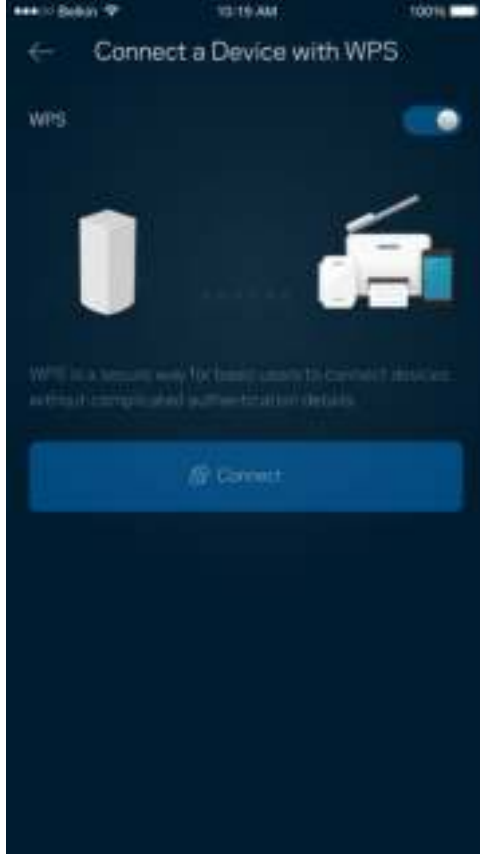 Belkin 10:19 AM 100%
← Connect a Device with WPS
WPS
WPS is a secure way for basic users to connect devices
without complicated authentication details.
Connect